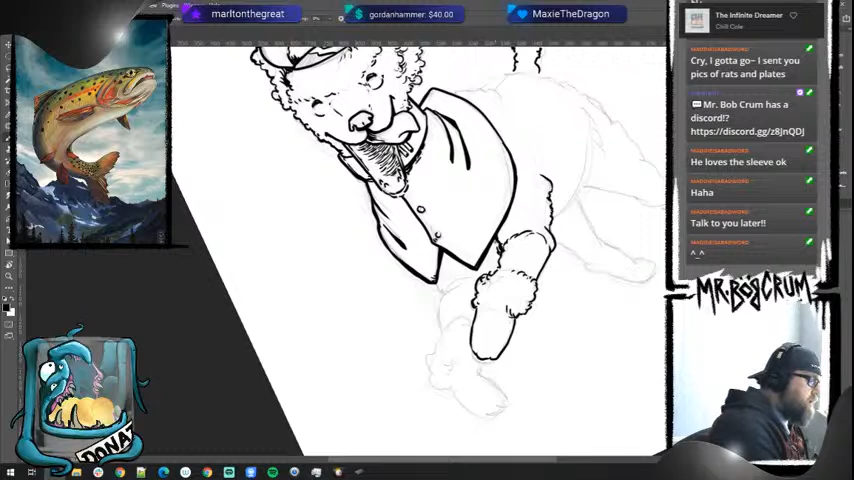 marltonthegreat
gordanhammer: $40.00
MaxieTheDragon
The Infinite Dreamer
Chill Cole
Cry, I gotta go~ I sent you
pics of rats and plates
Mr. Bob Crum has a
discord!?
https://discord.gg/z8JnQDJ
He loves the sleeve ok
Haha
Talk to you later!!
^_^
MR.BOGCRUM
DONAT